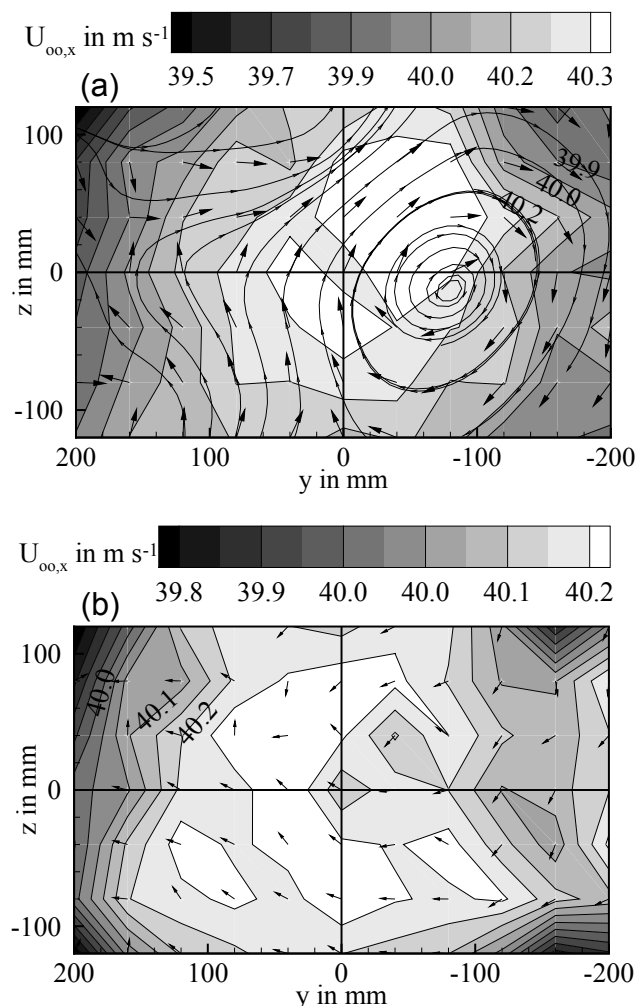 U∞,x in m s-1
39.5 39.7 39.9 40.0 40.2 40.3
(a)
39.9
40.0
40.2
100
0
-100
z in mm
200 100 0 -100 -200
y in mm
U∞,x in m s-1
39.8 39.9 40.0 40.0 40.1 40.2
(b)
40.0
40.1
40.2
100
0
-100
z in mm
200 100 0 -100 -200
y in mm